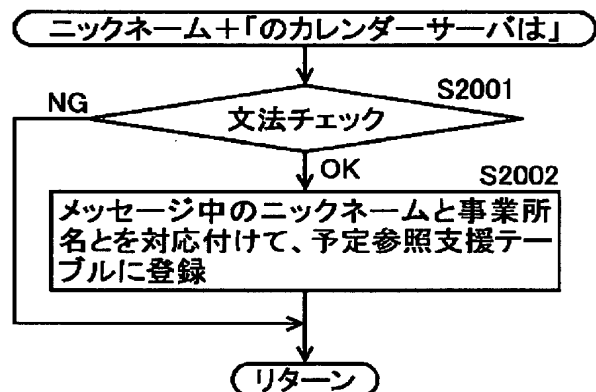 ニックネーム+「のカレンダーサーバは」
S2001
NG
文法チェック
OK
S2002
メッセージ中のニックネームと事業所
名とを対応付けて、予定参照支援テー
ブルに登録
リターン